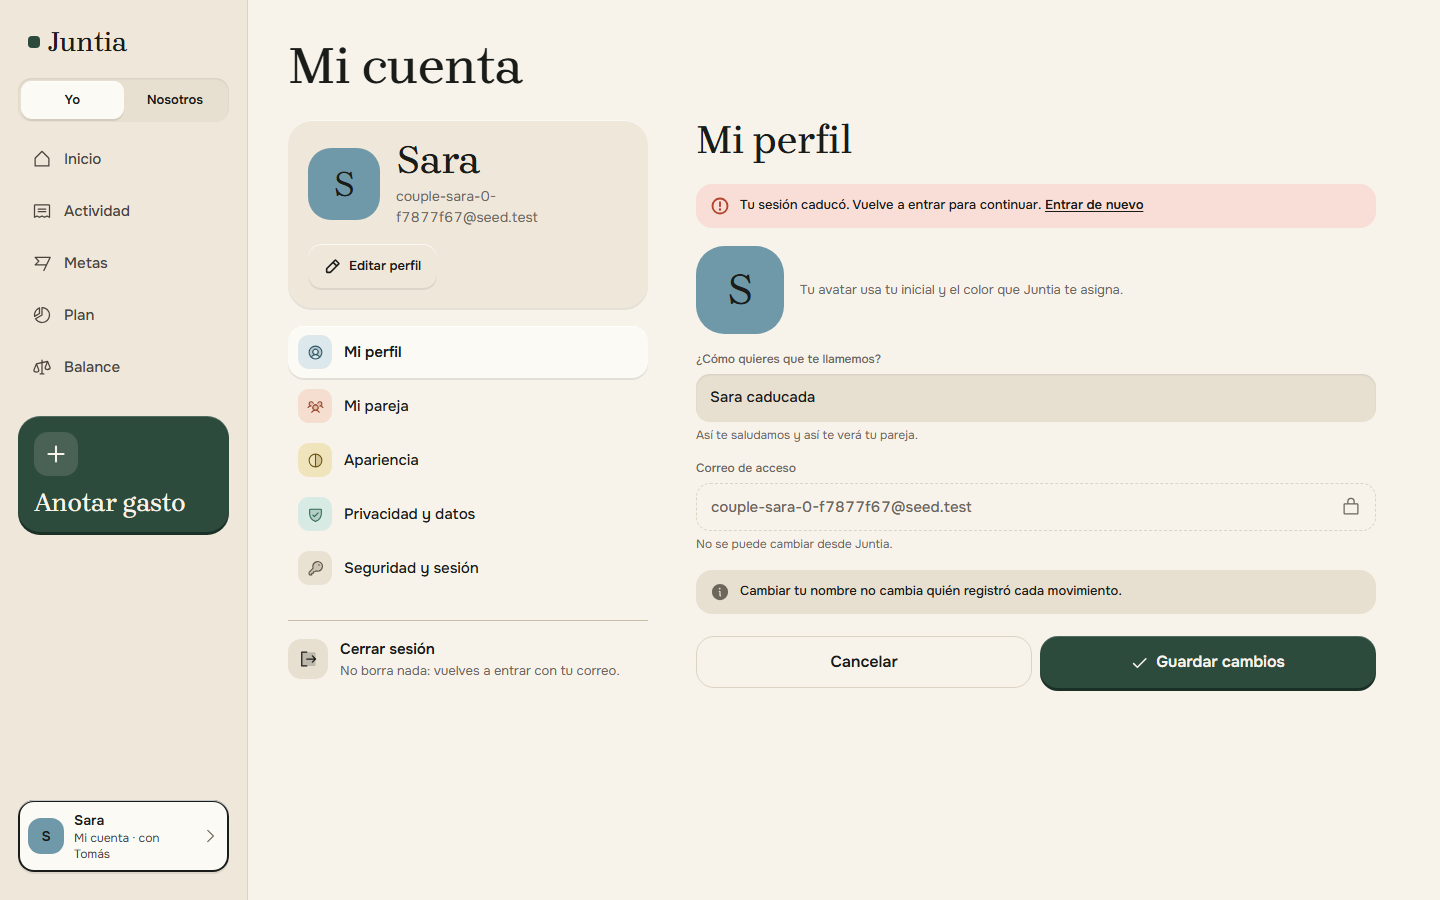 Juntia
Yo
Nosotros
Inicio
Actividad
Metas
Plan
Balance
Anotar gasto
S
Sara
Mi cuenta · con
Tomás
Mi cuenta
S
Sara
couple-sara-0-
f7877f67@seed.test
Editar perfil
Mi perfil
Mi pareja
Apariencia
Privacidad y datos
Seguridad y sesión
Cerrar sesión
No borra nada: vuelves a entrar con tu correo.
Mi perfil
Tu sesión caducó. Vuelve a entrar para continuar. Entrar de nuevo
S
Tu avatar usa tu inicial y el color que Juntia te asigna.
¿Cómo quieres que te llamemos?
Sara caducada
Así te saludamos y así te verá tu pareja.
Correo de acceso
couple-sara-0-f7877f67@seed.test
No se puede cambiar desde Juntia.
Cambiar tu nombre no cambia quién registró cada movimiento.
Cancelar
Guardar cambios